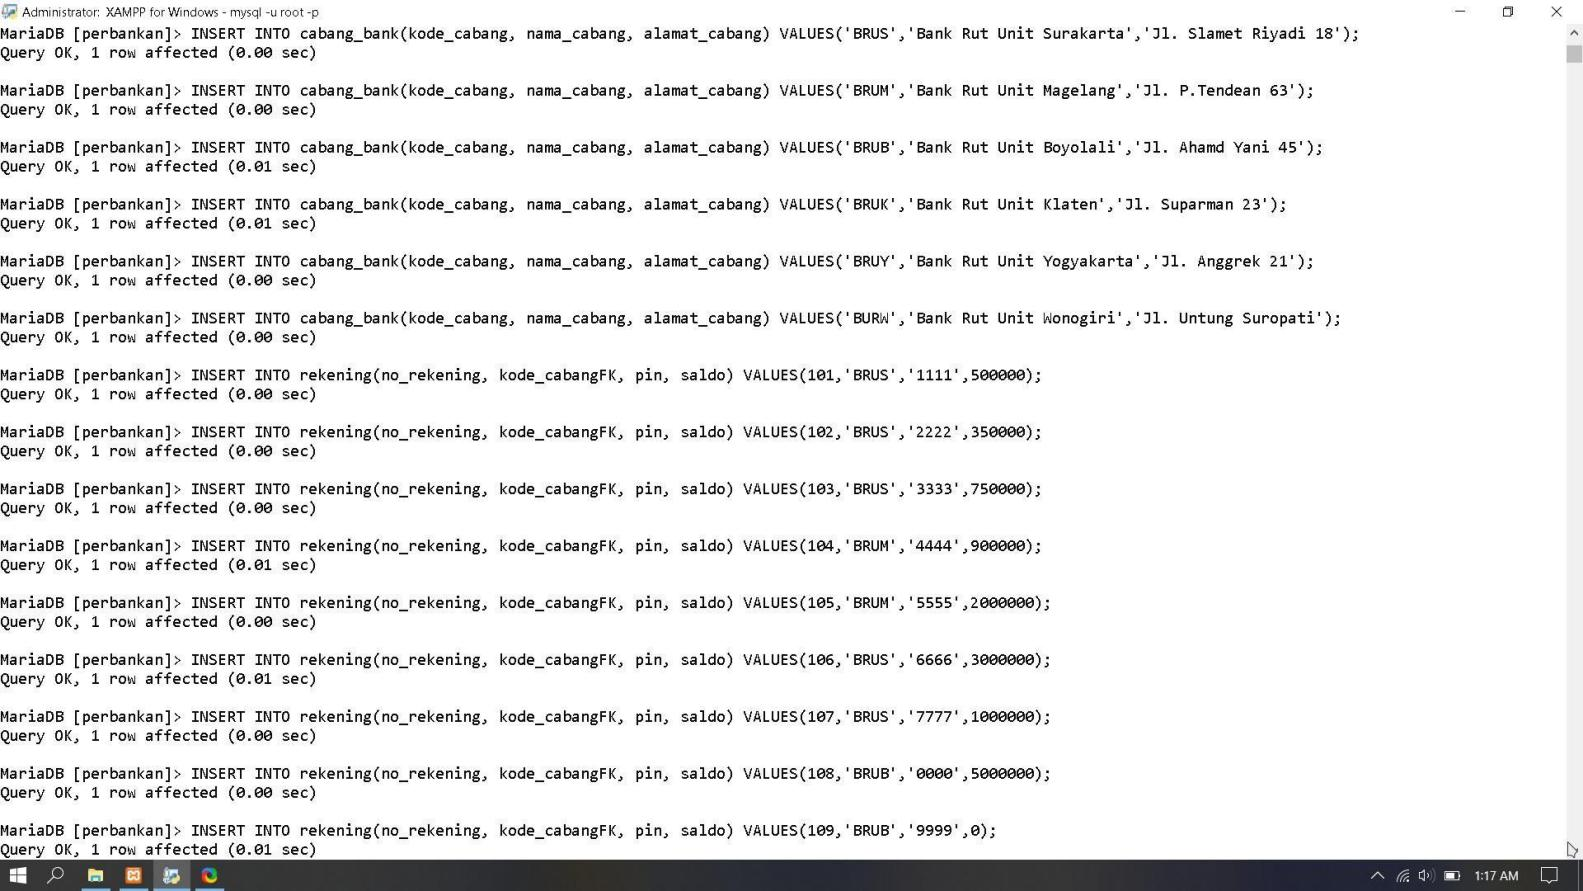 Administrator: XAMPP for Windows - mysql -u root -p
MariaDB [perbankan]> INSERT INTO cabang_bank(kode_cabang, nama_cabang, alamat_cabang) VALUES('BRUS','Bank Rut Unit Surakarta','Jl. Slamet Riyadi 18');
Query OK, 1 row affected (0.00 sec)
MariaDB [perbankan]> INSERT INTO cabang_bank(kode_cabang, nama_cabang, alamat_cabang) VALUES('BRUM','Bank Rut Unit Magelang','Jl. P.Tendean 63');
Query OK, 1 row affected (0.00 sec)
MariaDB [perbankan]> INSERT INTO cabang_bank(kode_cabang, nama_cabang, alamat_cabang) VALUES('BRUB','Bank Rut Unit Boyolali','Jl. Ahamd Yani 45');
Query OK, 1 row affected (0.01 sec)
MariaDB [perbankan]> INSERT INTO cabang_bank(kode_cabang, nama_cabang, alamat_cabang) VALUES('BRUK','Bank Rut Unit Klaten','Jl. Suparman 23');
Query OK, 1 row affected (0.01 sec)
MariaDB [perbankan]> INSERT INTO cabang_bank(kode_cabang, nama_cabang, alamat_cabang) VALUES('BRUY','Bank Rut Unit Yogyakarta','Jl. Anggrek 21');
Query OK, 1 row affected (0.00 sec)
MariaDB [perbankan]> INSERT INTO cabang_bank(kode_cabang, nama_cabang, alamat_cabang) VALUES('BURW','Bank Rut Unit Wonogiri','Jl. Untung Suropati');
Query OK, 1 row affected (0.00 sec)
MariaDB [perbankan]> INSERT INTO rekening(no_rekening, kode_cabangFK, pin, saldo) VALUES(101,'BRUS','1111',500000);
Query OK, 1 row affected (0.00 sec)
MariaDB [perbankan]> INSERT INTO rekening(no_rekening, kode_cabangFK, pin, saldo) VALUES(102,'BRUS','2222',350000);
Query OK, 1 row affected (0.00 sec)
MariaDB [perbankan]> INSERT INTO rekening(no_rekening, kode_cabangFK, pin, saldo) VALUES(103,'BRUS','3333',750000);
Query OK, 1 row affected (0.00 sec)
MariaDB [perbankan]> INSERT INTO rekening(no_rekening, kode_cabangFK, pin, saldo) VALUES(104,'BRUM','4444',900000);
Query OK, 1 row affected (0.01 sec)
MariaDB [perbankan]> INSERT INTO rekening(no_rekening, kode_cabangFK, pin, saldo) VALUES(105,'BRUM','5555',2000000);
Query OK, 1 row affected (0.00 sec)
MariaDB [perbankan]> INSERT INTO rekening(no_rekening, kode_cabangFK, pin, saldo) VALUES(106,'BRUS','6666',3000000);
Query OK, 1 row affected (0.01 sec)
MariaDB [perbankan]> INSERT INTO rekening(no_rekening, kode_cabangFK, pin, saldo) VALUES(107,'BRUS','7777',1000000);
Query OK, 1 row affected (0.00 sec)
MariaDB [perbankan]> INSERT INTO rekening(no_rekening, kode_cabangFK, pin, saldo) VALUES(108,'BRUB','0000',5000000);
Query OK, 1 row affected (0.00 sec)
MariaDB [perbankan]> INSERT INTO rekening(no_rekening, kode_cabangFK, pin, saldo) VALUES(109,'BRUB','9999',0);
Query OK, 1 row affected (0.01 sec)
1:17 AM